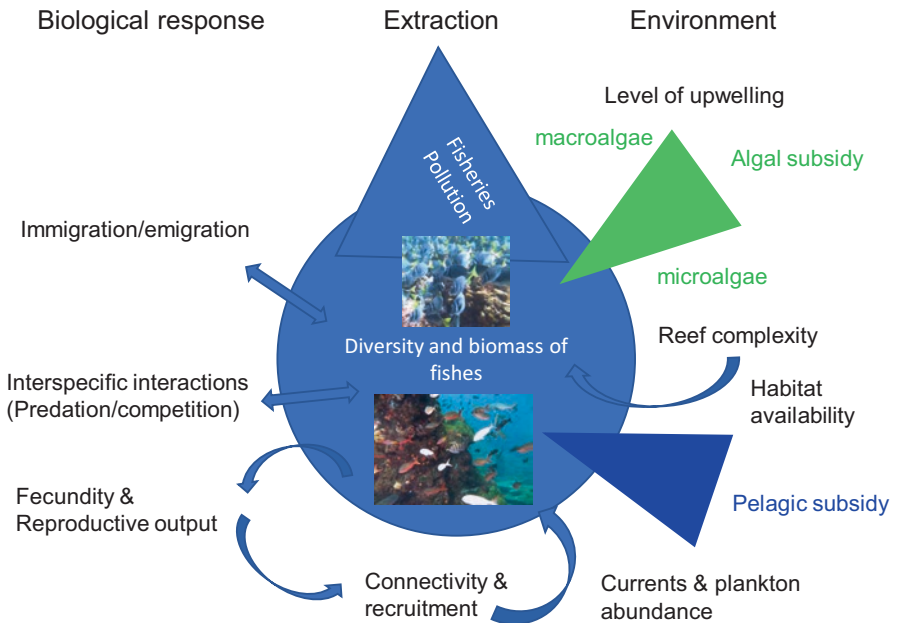 Biological response
Extraction
Environment
Level of upwelling
macroalgae
Algal subsidy
Fisheries
Pollution
Immigration/emigration
microalgae
Reef complexity
Diversity and biomass of
fishes
Interspecific interactions
(Predation/competition)
Habitat
availability
Fecundity &
Reproductive output
Pelagic subsidy
Connectivity &
recruitment
Currents & plankton
abundance